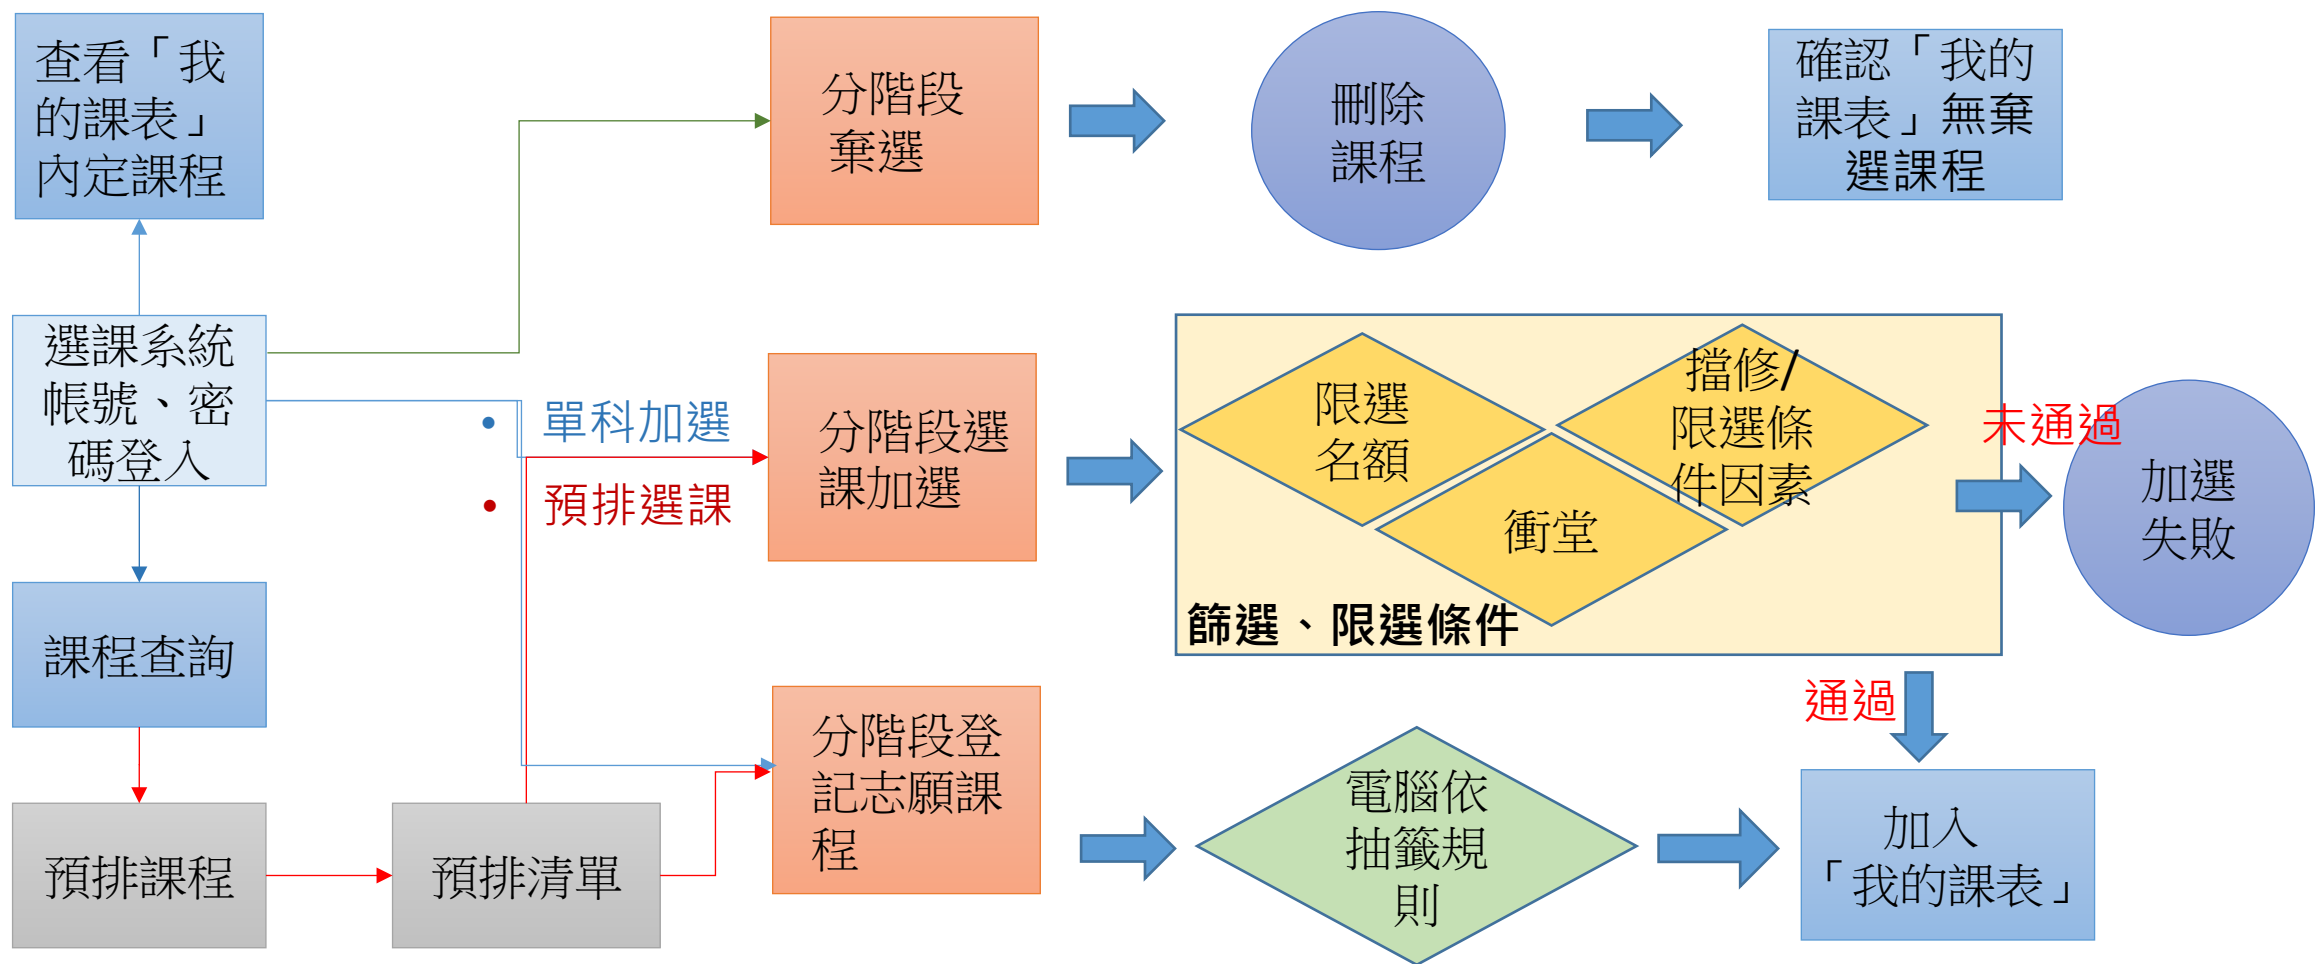 查看「我
的課表」
內定課程
分階段
棄選
刪除
課程
確認「我的
課表」無棄
選課程
選課系統
帳號、密
碼登入
• 單科加選
• 預排選課
分階段選
課加選
限選
名額
擋修/
限選條
件因素
衝堂
篩選、限選條件
未通過
加選
失敗
課程查詢
通過
預排課程
預排清單
分階段登
記志願課
程
電腦依
抽籤規
則
加入
「我的課表」